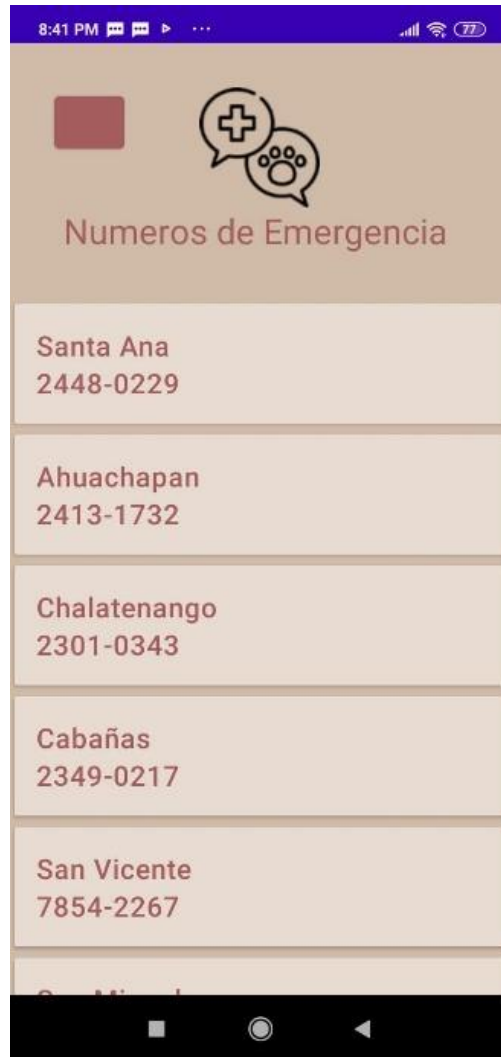 8:41 PM
77
Numeros de Emergencia
Santa Ana
2448-0229
Ahuachapan
2413-1732
Chalatenango
2301-0343
Cabañas
2349-0217
San Vicente
7854-2267